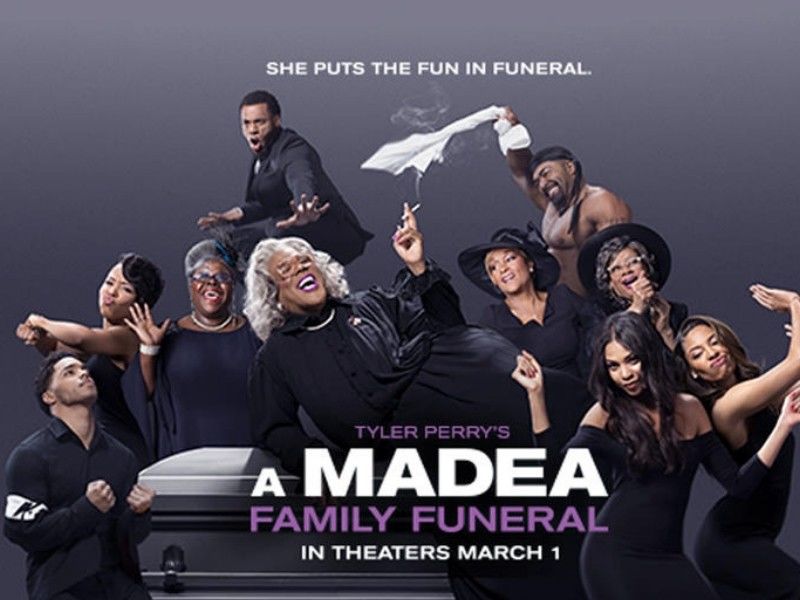 SHE PUTS THE FUN IN FUNERAL.
TYLER PERRY'S
A MADEA
FAMILY FUNERAL
IN THEATERS MARCH 1